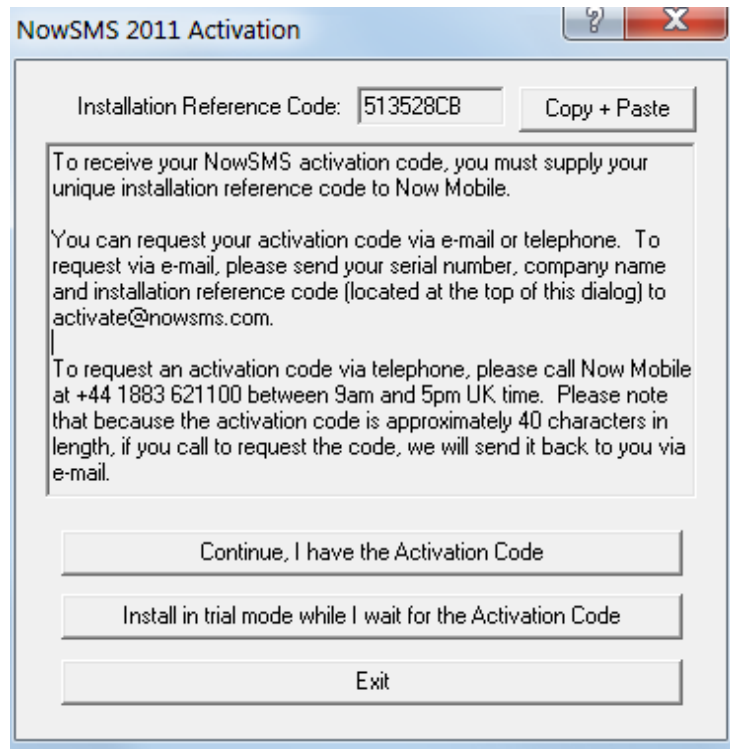 NowSMS 2011 Activation
? X
Installation Reference Code: 513528CB Copy + Paste
To receive your NowSMS activation code, you must supply your
unique installation reference code to Now Mobile.
You can request your activation code via e-mail or telephone. To
request via e-mail, please send your serial number, company name
and installation reference code (located at the top of this dialog) to
activate@nowsms.com.
To request an activation code via telephone, please call Now Mobile
at +44 1883 621100 between 9am and 5pm UK time. Please note
that because the activation code is approximately 40 characters in
length, if you call to request the code, we will send it back to you via
e-mail.
Continue, I have the Activation Code
Install in trial mode while I wait for the Activation Code
Exit